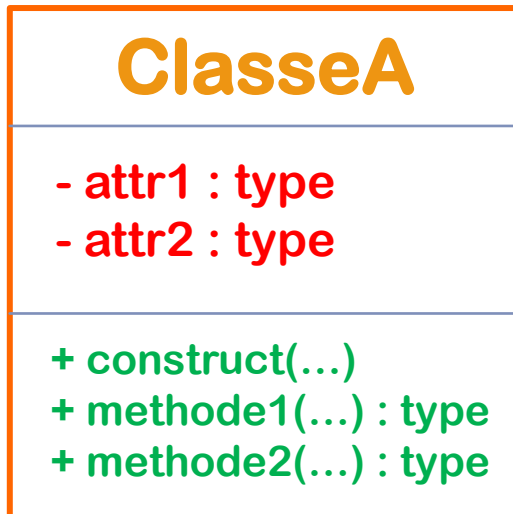 ClasseA
- attr1 : type
- attr2 : type
+ construct(...)
+ methode1(...) : type
+ methode2(...) : type